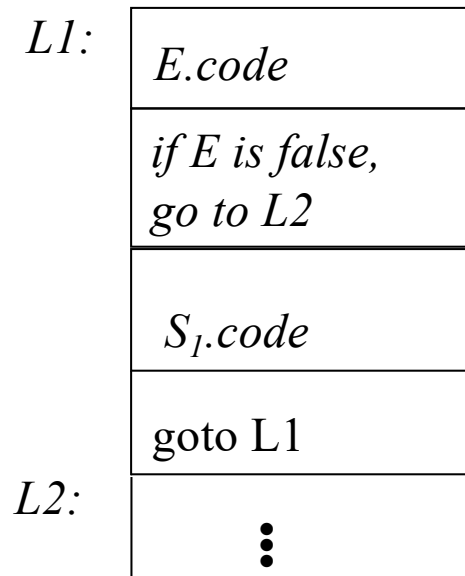 L1:
E.code
if E is false,
go to L2
S1.code
goto L1
L2: